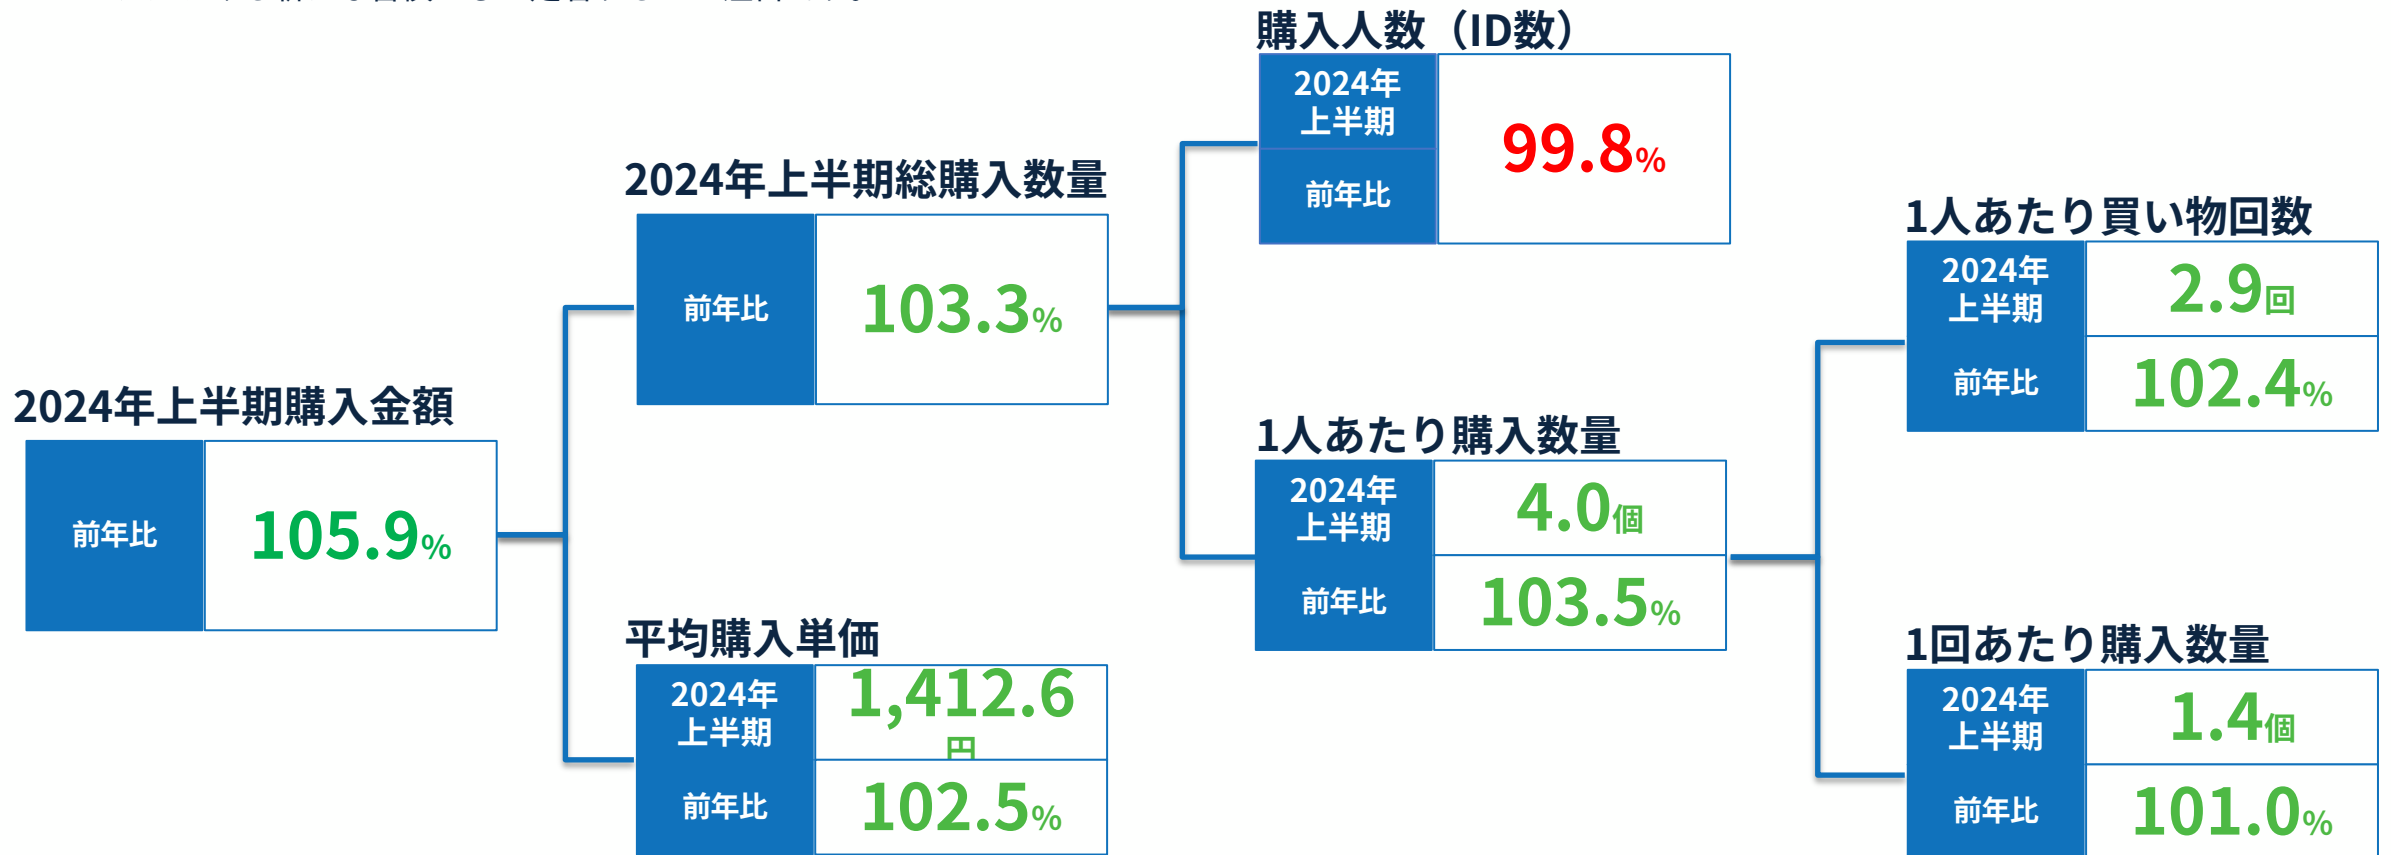 購入人数（ID数）
2024年
上半期
前年比
99.8%
2024年上半期総購入数量
前年比
103.3%
1人あたり買い物回数
2024年
上半期
2.9回
前年比
102.4%
2024年上半期購入金額
前年比
105.9%
1人あたり購入数量
2024年
上半期
4.0個
前年比
103.5%
平均購入単価
2024年
上半期
1,412.6
円
前年比
102.5%
1回あたり購入数量
2024年
上半期
1.4個
前年比
101.0%